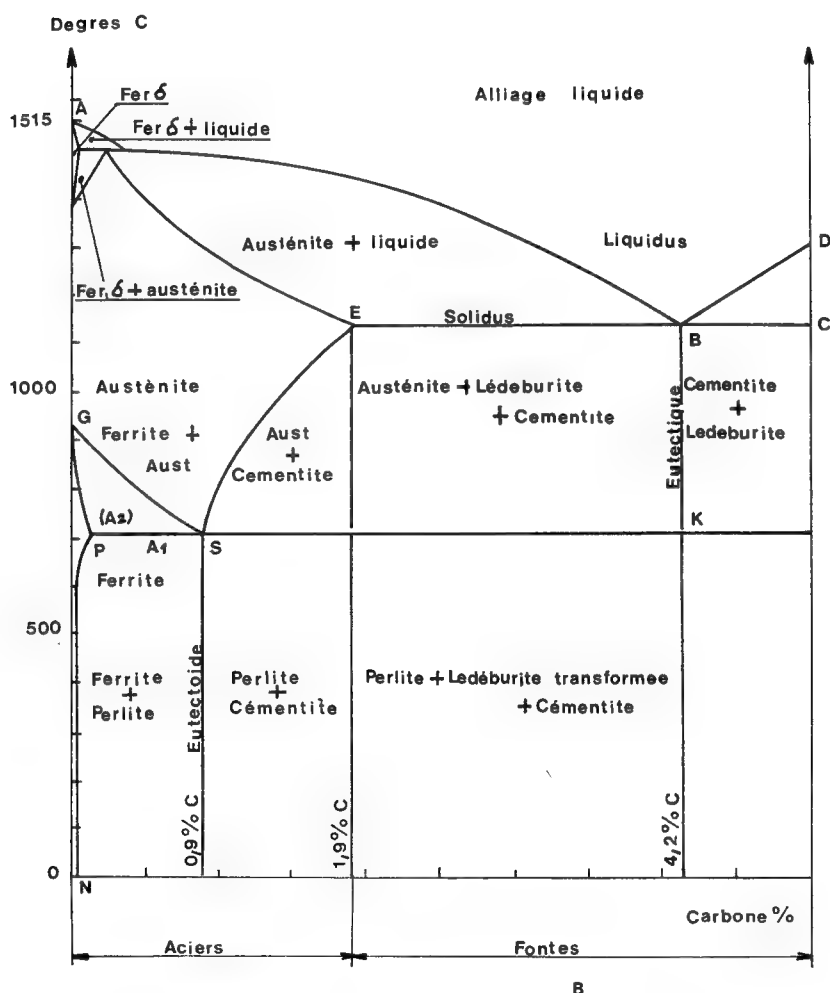 Degres C
Fer δ
Alliage liquide
A
1515
Fer δ + liquide
Austénite + liquide
Liquidus
D
Fer, δ + austénite
E
Solidus
B
C
1000
Austènite
Austénite + Lédeburite
+ Cementite
Cementite
+
Ledeburite
G
Ferrite +
Aust
Aust
+
Cementite
Eutectique
(A2)
K
P
A1
S
Ferrite
500
Ferrite
+
Perlite
Eutectoide
Perlite
+
Cémentite
Perlite + Ledéburite transformee
+ Cémentite
0,9% C
1,9% C
4,2% C
0
N
Carbone %
Aciers
Fontes
B